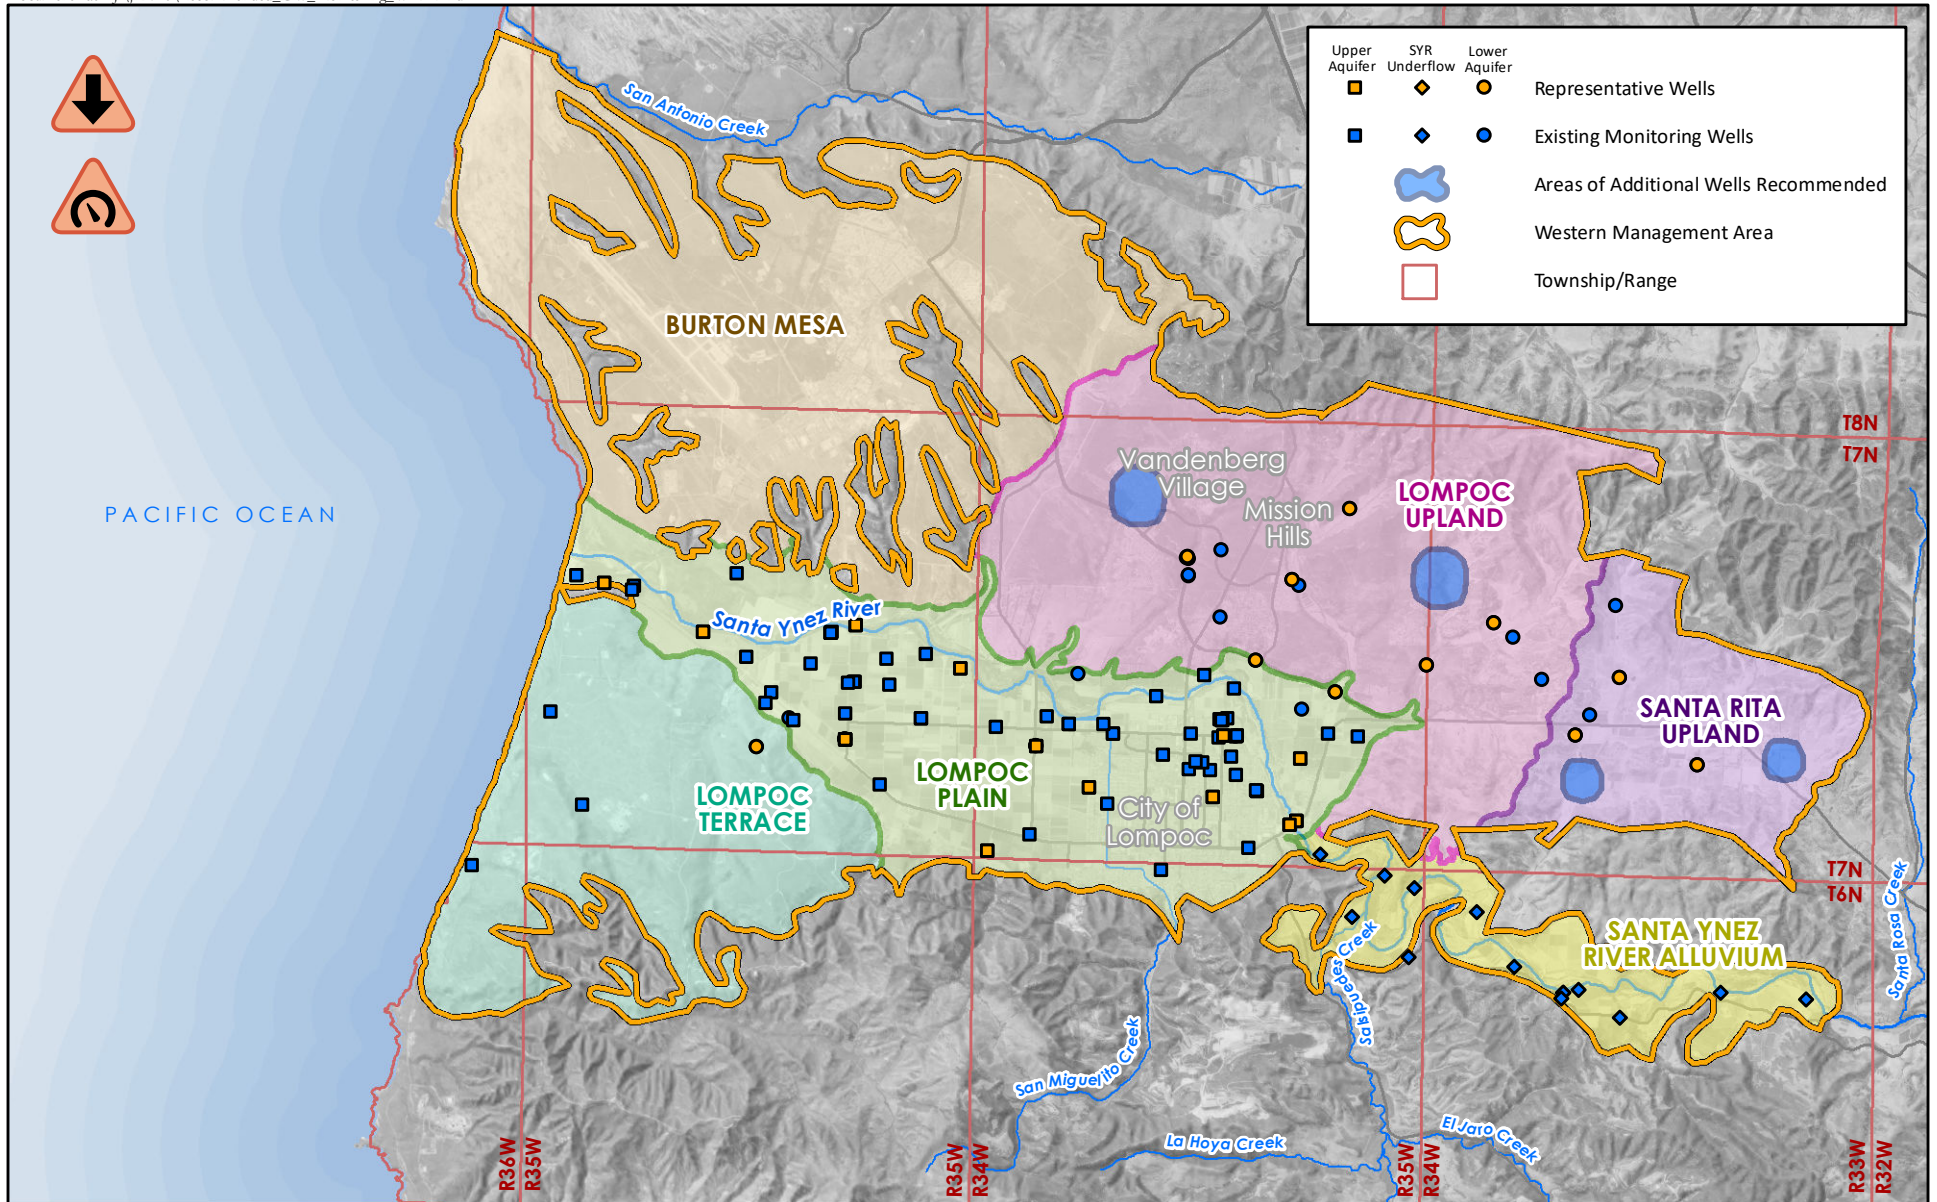 Upper
Aquifer
SYR
Underflow
Lower
Aquifer
Representative Wells
Existing Monitoring Wells
Areas of Additional Wells Recommended
Western Management Area
Township/Range
San Antonio Creek
BURTON MESA
T8N
T7N
Vandenberg
Village
Mission
Hills
LOMPOC
UPLAND
PACIFIC OCEAN
Santa Ynez River
SANTA RITA
UPLAND
LOMPOC
PLAIN
LOMPOC
TERRACE
City of
Lompoc
T7N
T6N
Santa Rosa Creek
SANTA YNEZ
RIVER ALLUVIUM
Salsipuedes Creek
San Miguelito Creek
La Hoya Creek
El Jaro Creek
R36W
R35W
R35W
R34W
R35W
R34W
R33W
R32W